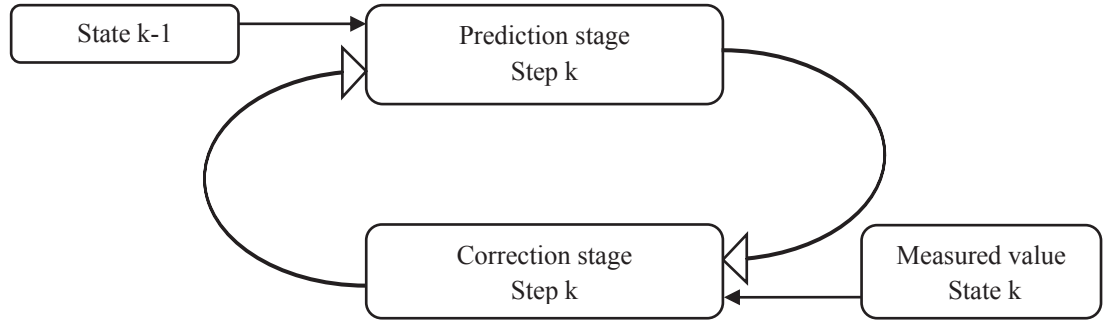 State k-1
Prediction stage
Step k
Correction stage
Step k
Measured value
State k